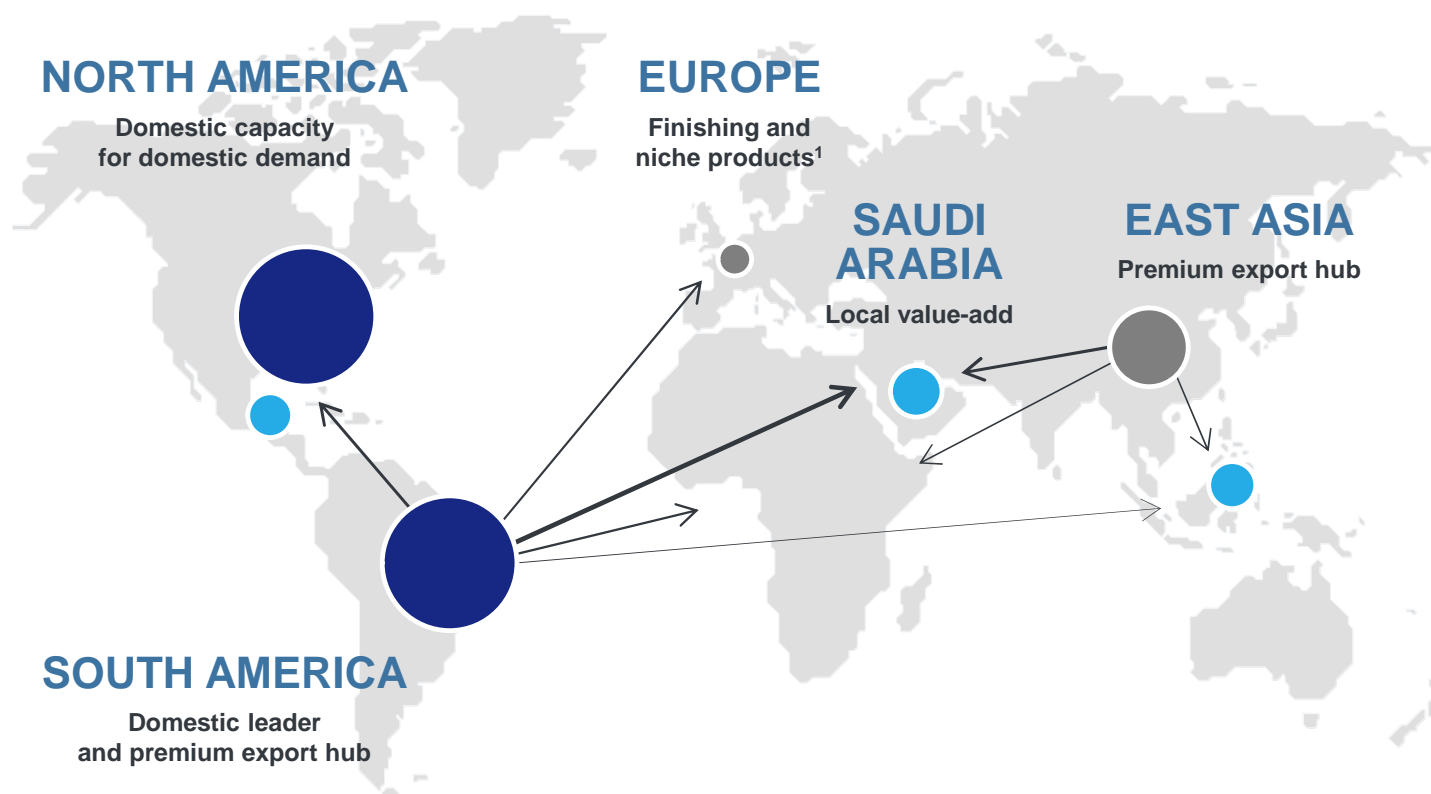 NORTH AMERICA
Domestic capacity
for domestic demand
EUROPE
Finishing and
niche products¹
SAUDI
ARABIA
Local value-add
EAST ASIA
Premium export hub
SOUTH AMERICA
Domestic leader
and premium export hub